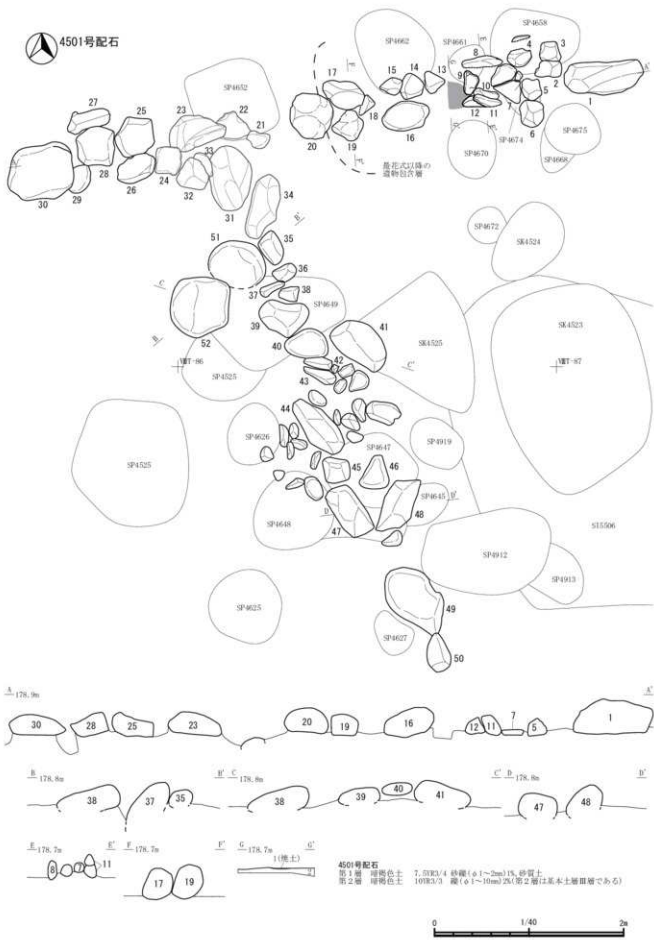 4501号配石
SP4658
SP4662
SP4661
SP4652
SP4674
SP4675
SP4668
SP4670
最花式以降の
遺物包含層
SP4672
SK4524
SP4649
SK4525
SK4523
ⅧT-86
ⅧT-87
SP4525
SP4525
SP4626
SP4647
SP4919
SP4645
SP4648
SI5506
SP4912
SP4913
SP4625
SP4627
1
2
3
4
5
6
7
8
9
10
11
12
13
14
15
16
17
18
19
20
21
22
23
24
25
26
27
28
29
30
31
32
33
34
35
36
37
38
39
40
41
42
43
44
45
46
47
48
49
50
51
52
A 178.9m A'
30 28 25 23 20 19 16 12 11 7 5 1
B 178.8m B' C 178.8m C' D 178.8m D'
38 37 35 38 39 40 41 47 48
E 178.7m E' F 178.7m F' G 178.7m G'
8 7 11 17 19 1(焼土) 2
4501号配石
第1層 暗褐色土 7.5YR3/4 砂礫(φ1～2mm)1%,砂質土
第2層 暗褐色土 10YR3/3 礫(φ1～10mm)2%(第2層は基本土層Ⅲ層である)
0 1/40 2m